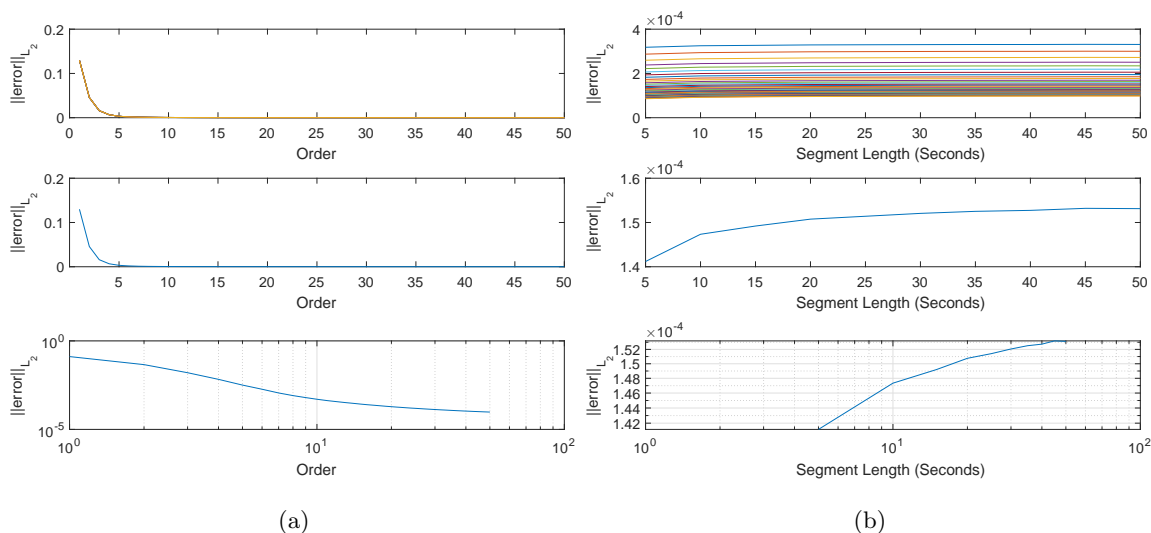 0.2
0.1
0
||error||L2
0 5 10 15 20 25 30 35 40 45 50
Order
0.2
0.1
0
||error||L2
5 10 15 20 25 30 35 40 45 50
Order
10^0
10^-5
||error||L2
10^0 10^1 10^2
Order
(a)
×10^-4
4
2
0
||error||L2
5 10 15 20 25 30 35 40 45 50
Segment Length (Seconds)
×10^-4
1.6
1.5
1.4
||error||L2
5 10 15 20 25 30 35 40 45 50
Segment Length (Seconds)
×10^-4
1.52
1.48
1.46
1.44
1.42
||error||L2
10^0 10^1 10^2
Segment Length (Seconds)
(b)